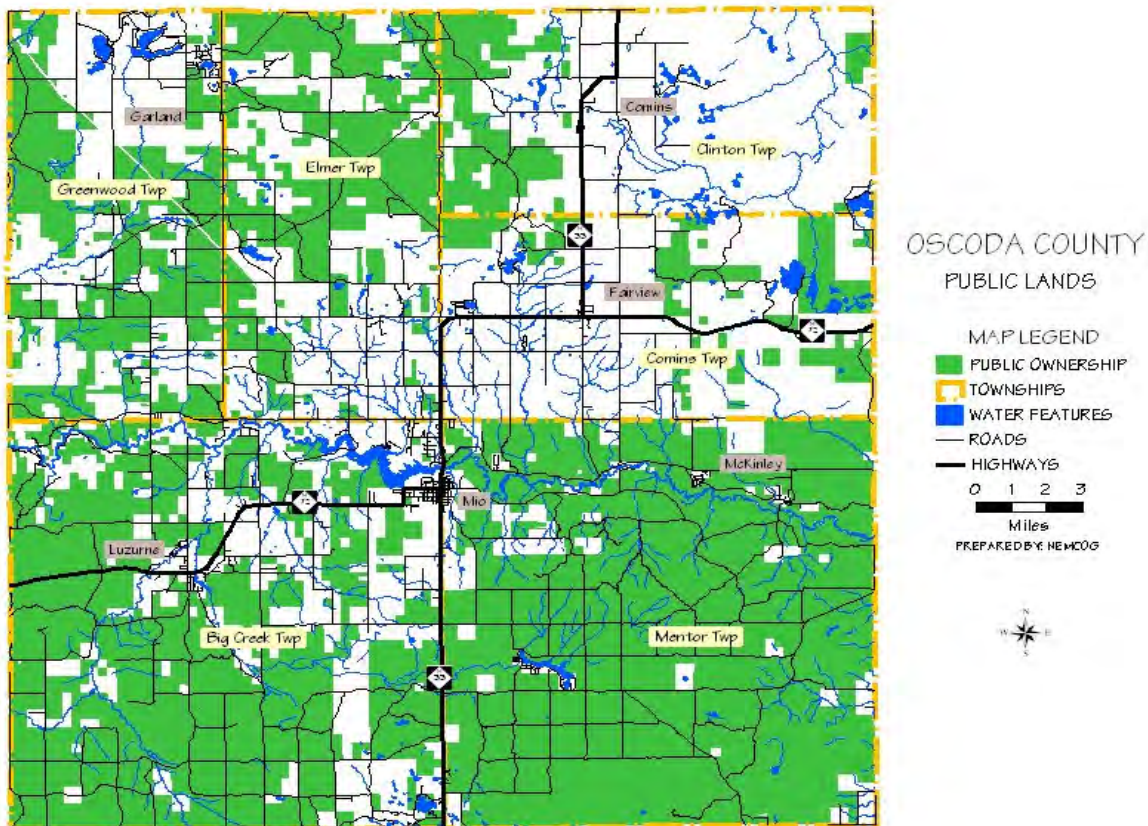 Garland
Comins
Clinton Twp
Elmer Twp
Greenwood Twp
33
Fairview
72
Comins Twp
McKinley
72
Mio
Luzurne
Big Creek Twp
Mentor Twp
33
OSCODA COUNTY
PUBLIC LANDS
MAP LEGEND
PUBLIC OWNERSHIP
TOWNSHIPS
WATER FEATURES
ROADS
HIGHWAYS
0 1 2 3
Miles
PREPARED BY: NEMCOG
N
W E
S